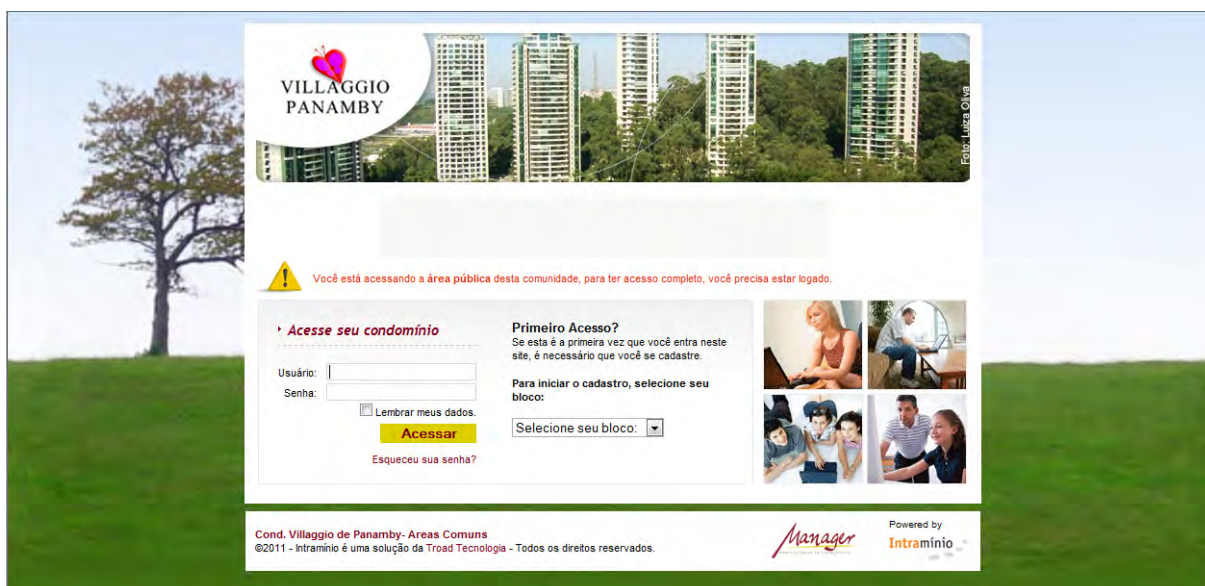 VILLAGGIO
PANAMBY
Foto: Luiza Oliva
Você está acessando a área pública desta comunidade, para ter acesso completo, você precisa estar logado.
Acesse seu condomínio
Usuário:
Senha:
Lembrar meus dados.
Acessar
Esqueceu sua senha?
Primeiro Acesso?
Se esta é a primeira vez que você entra neste
site, é necessário que você se cadastre.
Para iniciar o cadastro, selecione seu
bloco:
Selecione seu bloco:
Cond. Villaggio de Panamby- Areas Comuns
©2011 - Intramínio é uma solução da Troad Tecnologia - Todos os direitos reservados.
Manager
Powered by
Intramínio